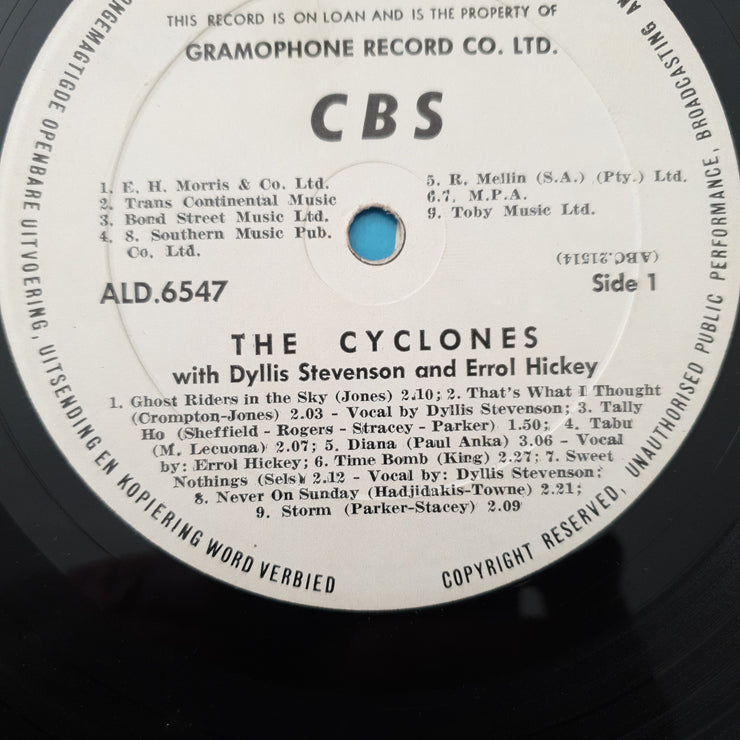 THIS RECORD IS ON LOAN AND IS THE PROPERTY OF
GRAMOPHONE RECORD CO. LTD.
CBS
1. E. H. Morris & Co. Ltd.
2. Trans Continental Music
3. Bond Street Music Ltd.
4. 8. Southern Music Pub.
Co. Ltd.
5. R. Mellin (S.A.) (Pty.) Ltd.
6.7. M.P.A.
9. Toby Music Ltd.
(ABC.21514)
ALD.6547
Side 1
THE CYCLONES
with Dyllis Stevenson and Errol Hickey
1. Ghost Riders in the Sky (Jones) 2.10; 2. That's What I Thought
(Crompton-Jones) 2.03 - Vocal by Dyllis Stevenson; 3. Tally
Ho (Sheffield - Rogers - Stracey - Parker) 1.50; 4. Tabu
(M. Lecuona) 2.07; 5. Diana (Paul Anka) 3.06 - Vocal
by: Errol Hickey; 6. Time Bomb (King) 2.27; 7. Sweet
Nothings (Sels) 2.12 - Vocal by: Dyllis Stevenson;
8. Never On Sunday (Hadjidakis-Towne) 2.21;
9. Storm (Parker-Stacey) 2.09
OPENBARE UITVOERING, UITSENDING EN KOPIERING WORD VERBIED
COPYRIGHT RESERVED, UNAUTHORISED PUBLIC PERFORMANCE, BROADCASTING